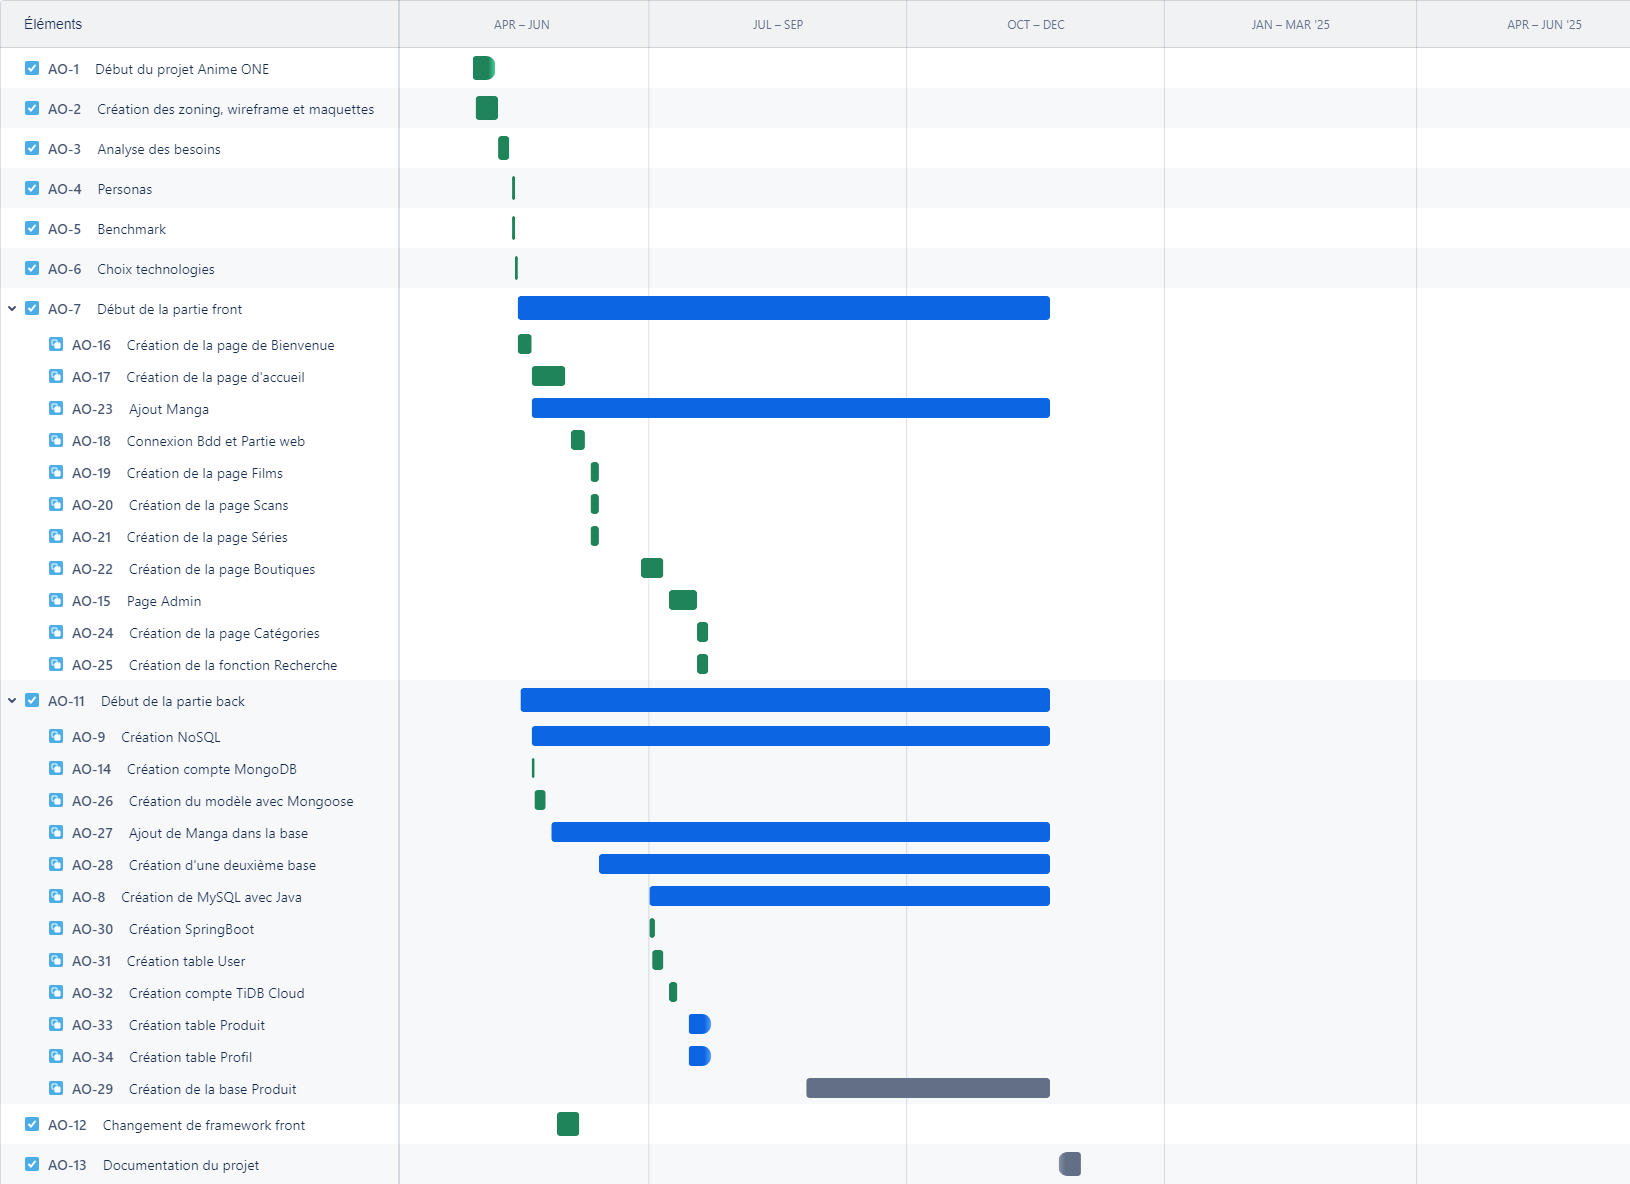 Éléments APR – JUN JUL – SEP OCT – DEC JAN – MAR '25 APR – JUN '25
AO-1 Début du projet Anime ONE
AO-2 Création des zoning, wireframe et maquettes
AO-3 Analyse des besoins
AO-4 Personas
AO-5 Benchmark
AO-6 Choix technologies
AO-7 Début de la partie front
AO-16 Création de la page de Bienvenue
AO-17 Création de la page d'accueil
AO-23 Ajout Manga
AO-18 Connexion Bdd et Partie web
AO-19 Création de la page Films
AO-20 Création de la page Scans
AO-21 Création de la page Séries
AO-22 Création de la page Boutiques
AO-15 Page Admin
AO-24 Création de la page Catégories
AO-25 Création de la fonction Recherche
AO-11 Début de la partie back
AO-9 Création NoSQL
AO-14 Création compte MongoDB
AO-26 Création du modèle avec Mongoose
AO-27 Ajout de Manga dans la base
AO-28 Création d'une deuxième base
AO-8 Création de MySQL avec Java
AO-30 Création SpringBoot
AO-31 Création table User
AO-32 Création compte TiDB Cloud
AO-33 Création table Produit
AO-34 Création table Profil
AO-29 Création de la base Produit
AO-12 Changement de framework front
AO-13 Documentation du projet